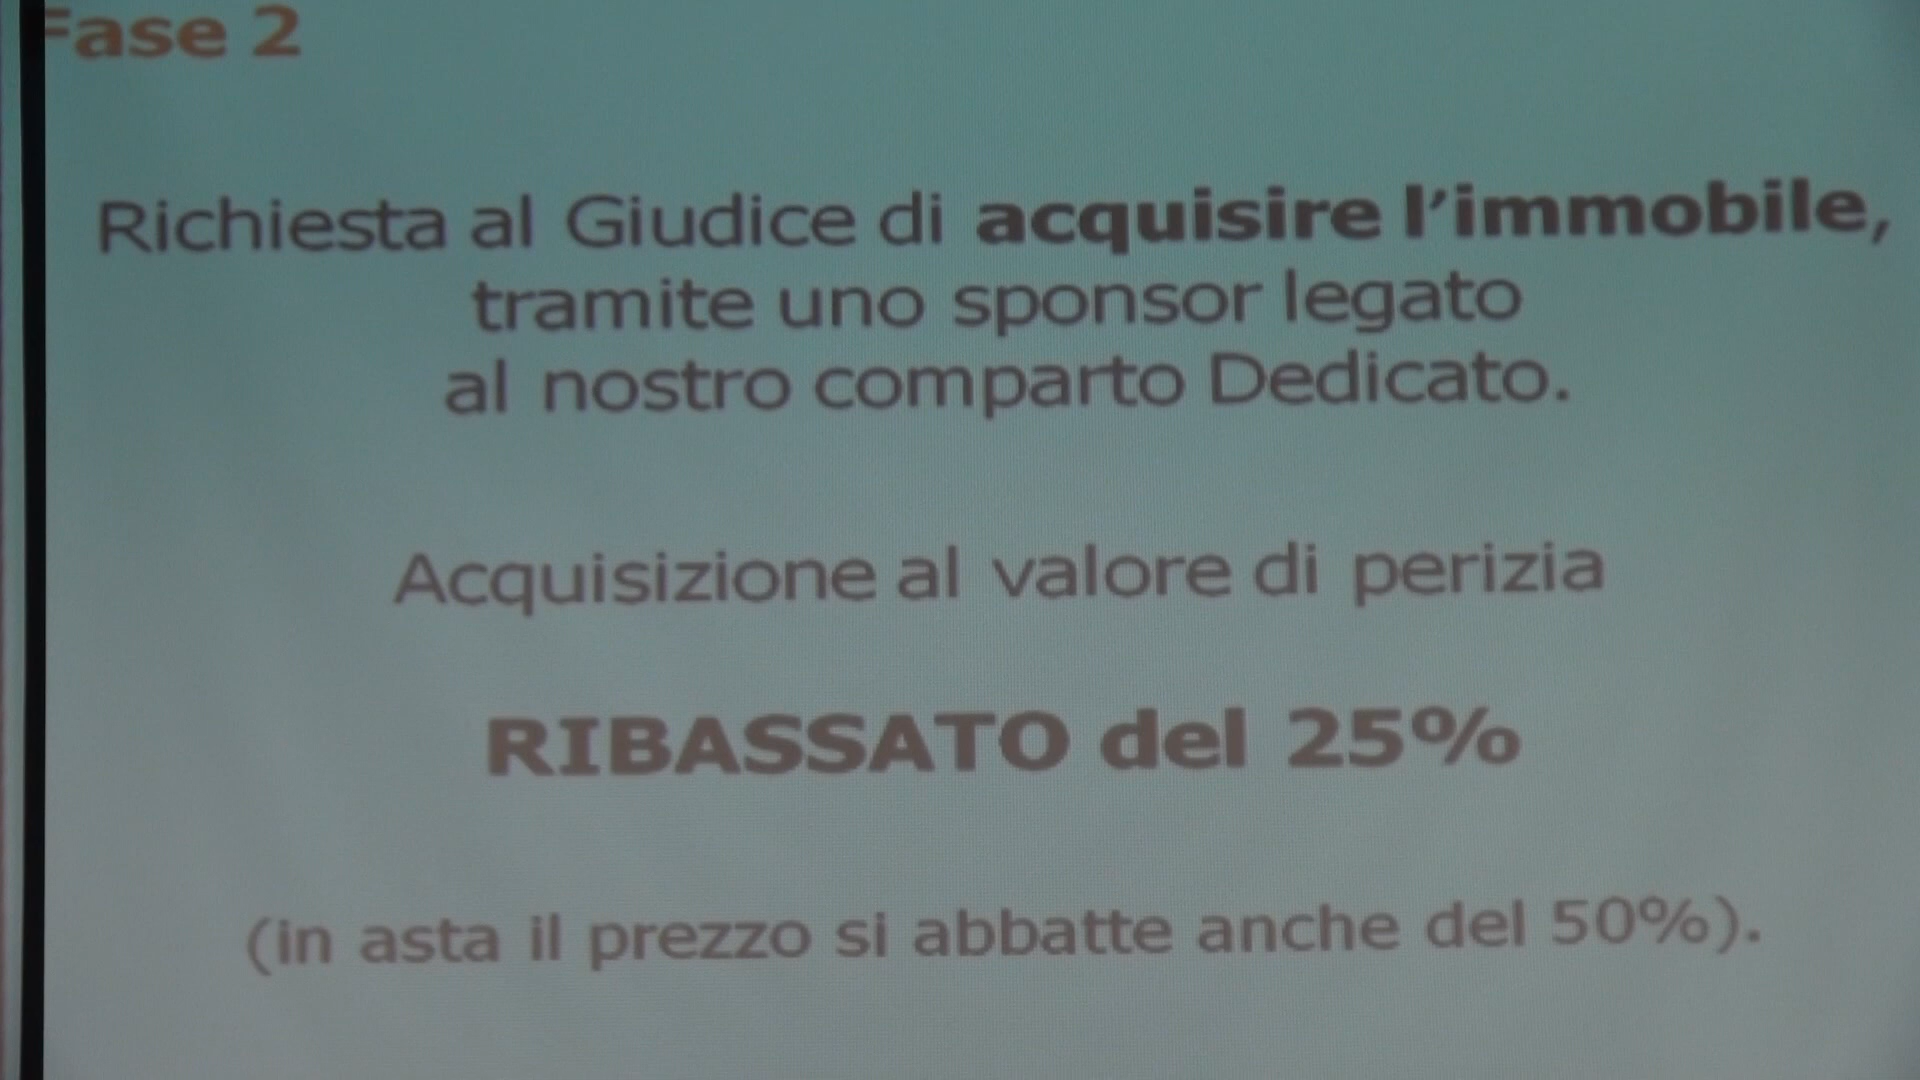 Fase 2
Richiesta al Giudice di acquisire l'immobile,
tramite uno sponsor legato
al nostro comparto Dedicato.
Acquisizione al valore di perizia
RIBASSATO del 25%
(in asta il prezzo si abbatte anche del 50%).